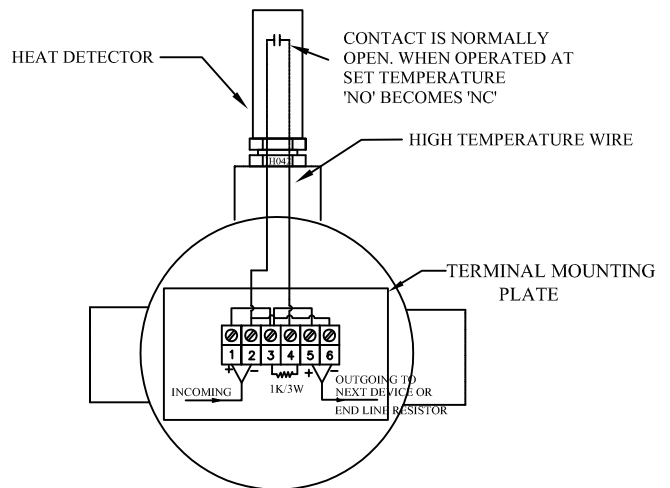 HEAT DETECTOR
CONTACT IS NORMALLY
OPEN. WHEN OPERATED AT
SET TEMPERATURE
'NO' BECOMES 'NC'
H042
HIGH TEMPERATURE WIRE
TERMINAL MOUNTING
PLATE
1 2 3 4 5 6
+ - + -
INCOMING
1K/3W
OUTGOING TO
NEXT DEVICE OR
END LINE RESISTOR